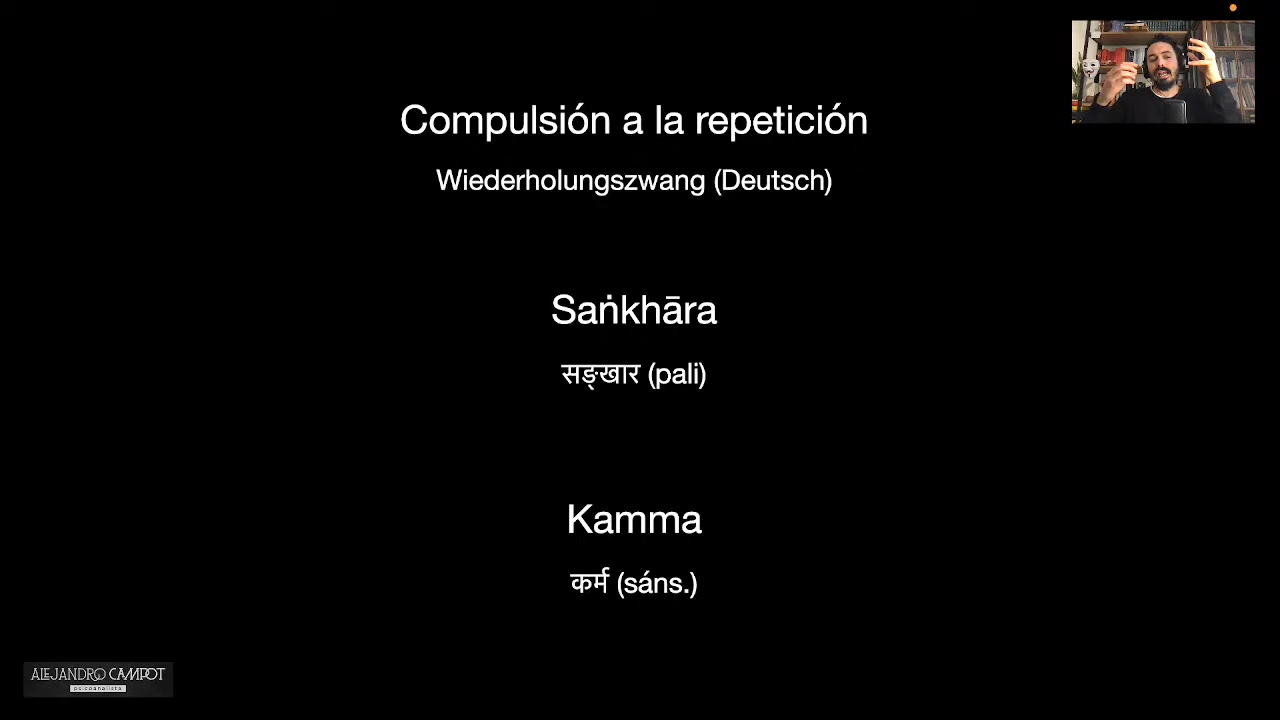 Compulsión a la repetición
Wiederholungszwang (Deutsch)
Saṅkhāra
सङ्खार (pali)
Kamma
कर्म (sáns.)
ALEJANDRO CAMPOT
psicoanalista